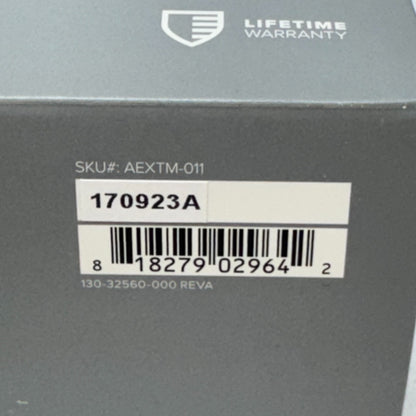 LIFETIME
WARRANTY
SKU#: AEXTM-011
170923A
8 18279 02964 2
130-32560-000 REVA